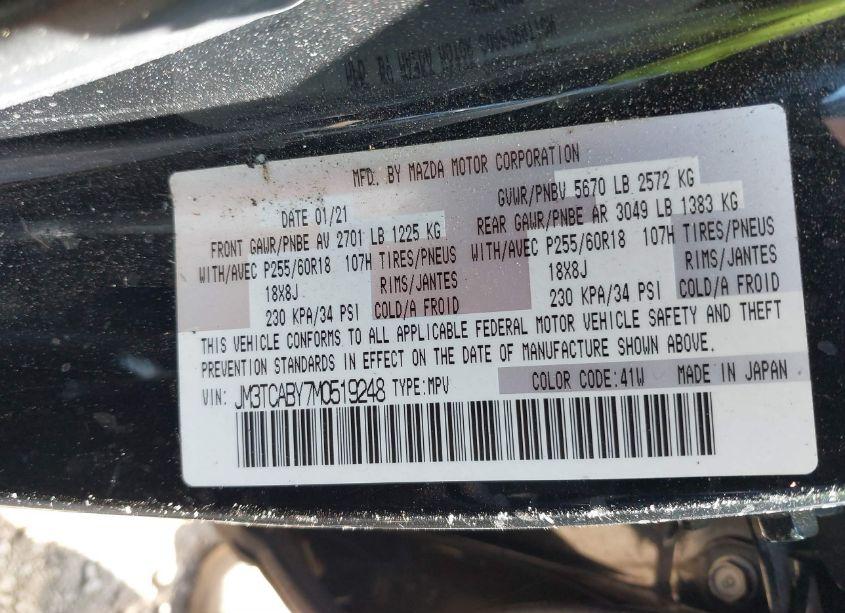 MFD. BY MAZDA MOTOR CORPORATION
DATE 01/21 GVWR/PNBV 5670 LB 2572 KG
FRONT GAWR/PNBE AV 2701 LB 1225 KG REAR GAWR/PNBE AR 3049 LB 1383 KG
WITH/AVEC P255/60R18 107H TIRES/PNEUS WITH/AVEC P255/60R18 107H TIRES/PNEUS
18X8J RIMS/JANTES 18X8J RIMS/JANTES
230 KPA/34 PSI COLD/A FROID 230 KPA/34 PSI COLD/A FROID
THIS VEHICLE CONFORMS TO ALL APPLICABLE FEDERAL MOTOR VEHICLE SAFETY AND THEFT
PREVENTION STANDARDS IN EFFECT ON THE DATE OF MANUFACTURE SHOWN ABOVE.
VIN: JM3TCABY7M0519248 TYPE:MPV COLOR CODE:41W MADE IN JAPAN